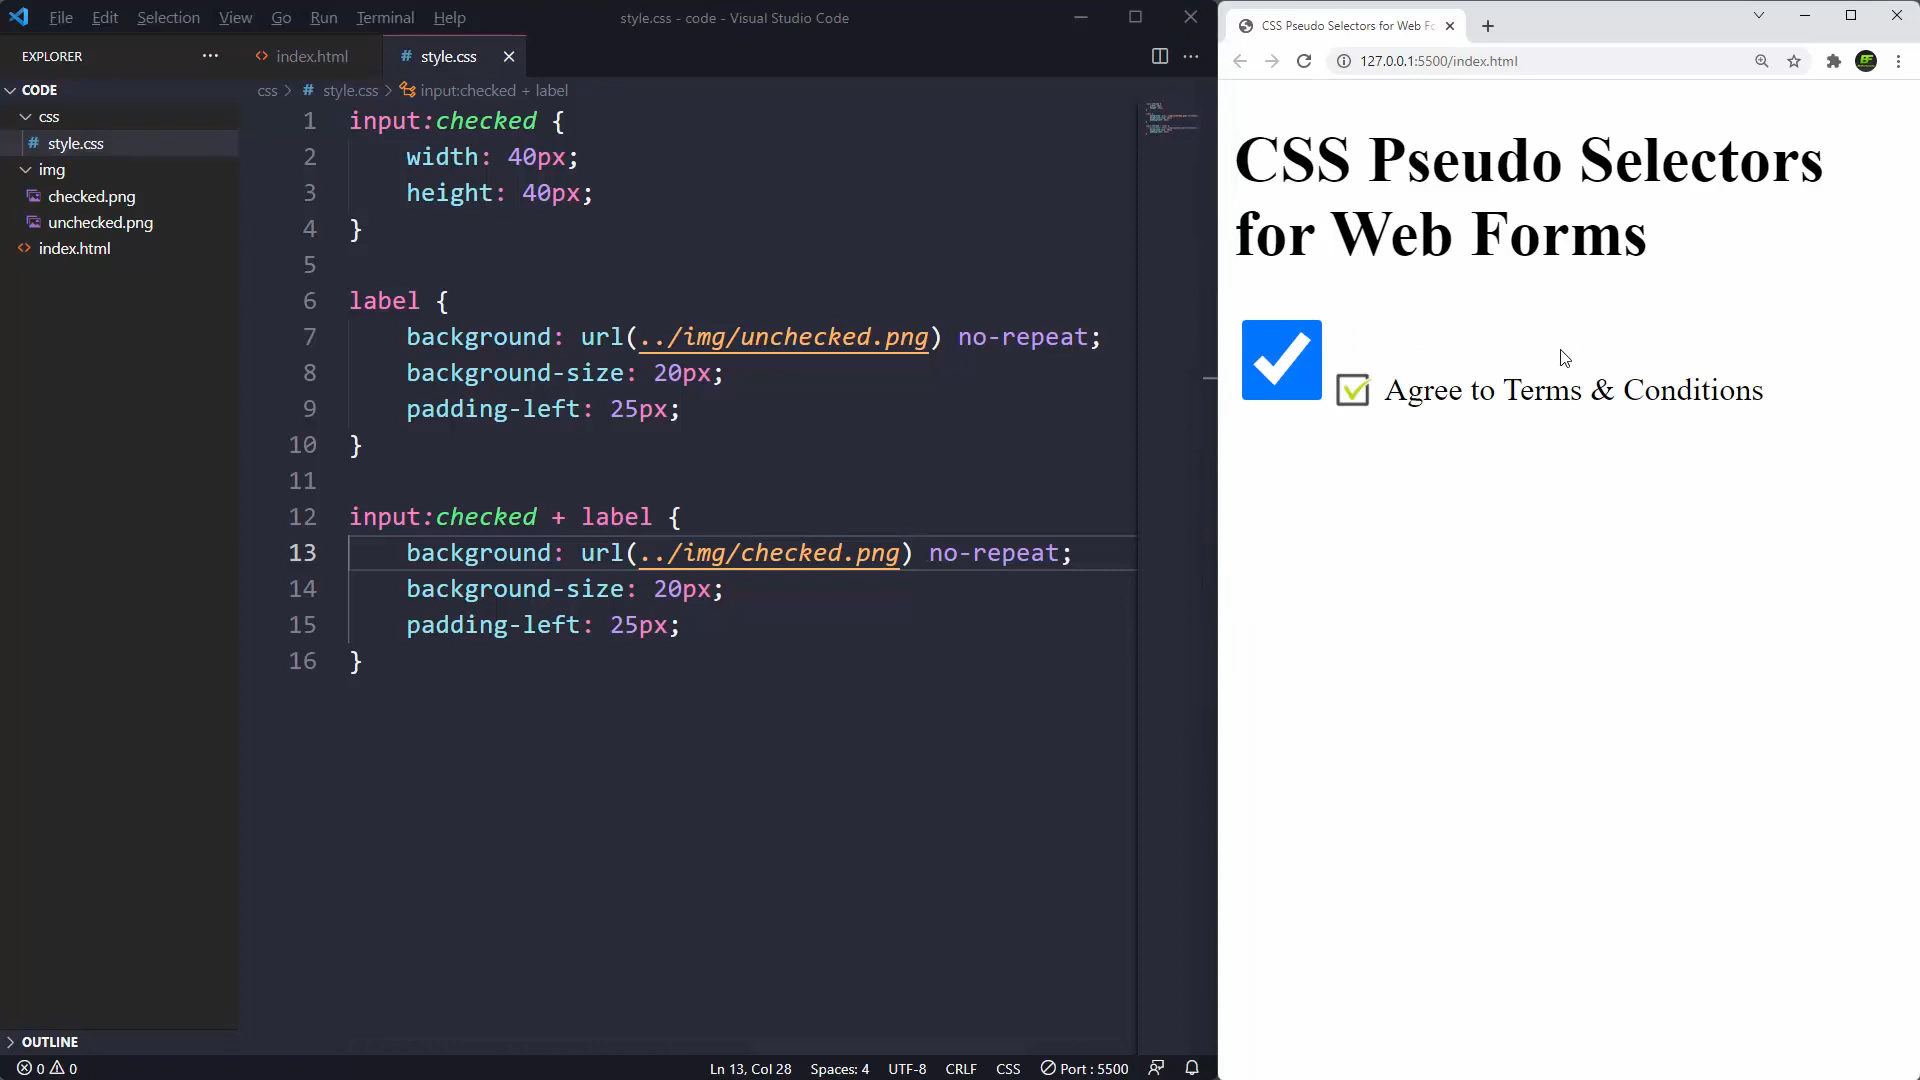 File Edit Selection View Go Run Terminal Help
style.css - code - Visual Studio Code
EXPLORER
index.html
# style.css
CODE
css
# style.css
img
checked.png
unchecked.png
index.html
css > # style.css > input:checked + label
1 input:checked {
2 width: 40px;
3 height: 40px;
4 }
5
6 label {
7 background: url(../img/unchecked.png) no-repeat;
8 background-size: 20px;
9 padding-left: 25px;
10 }
11
12 input:checked + label {
13 background: url(../img/checked.png) no-repeat;
14 background-size: 20px;
15 padding-left: 25px;
16 }
OUTLINE
0 0
Ln 13, Col 28 Spaces: 4 UTF-8 CRLF CSS Port : 5500
CSS Pseudo Selectors for Web Fo
127.0.0.1:5500/index.html
BF
CSS Pseudo Selectors
for Web Forms
Agree to Terms & Conditions